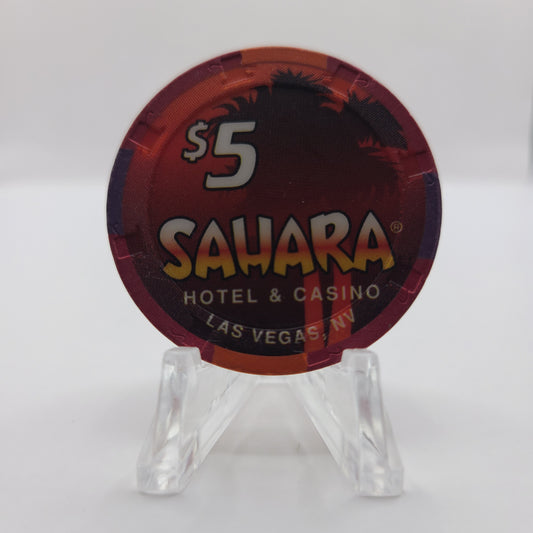 $5
SAHARA®
HOTEL & CASINO
LAS VEGAS, NV